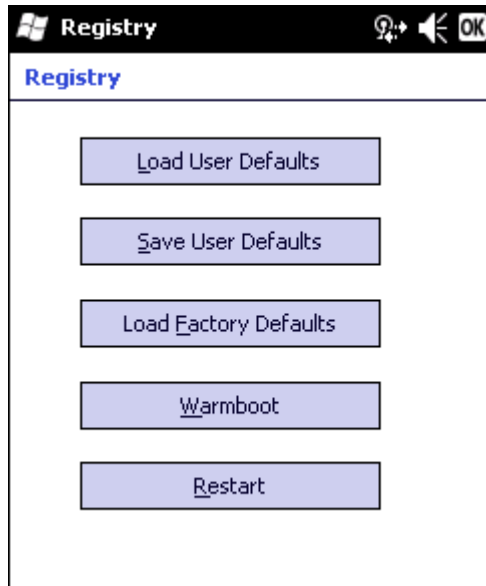 Registry
OK
Registry
Load User Defaults
Save User Defaults
Load Factory Defaults
Warmboot
Restart